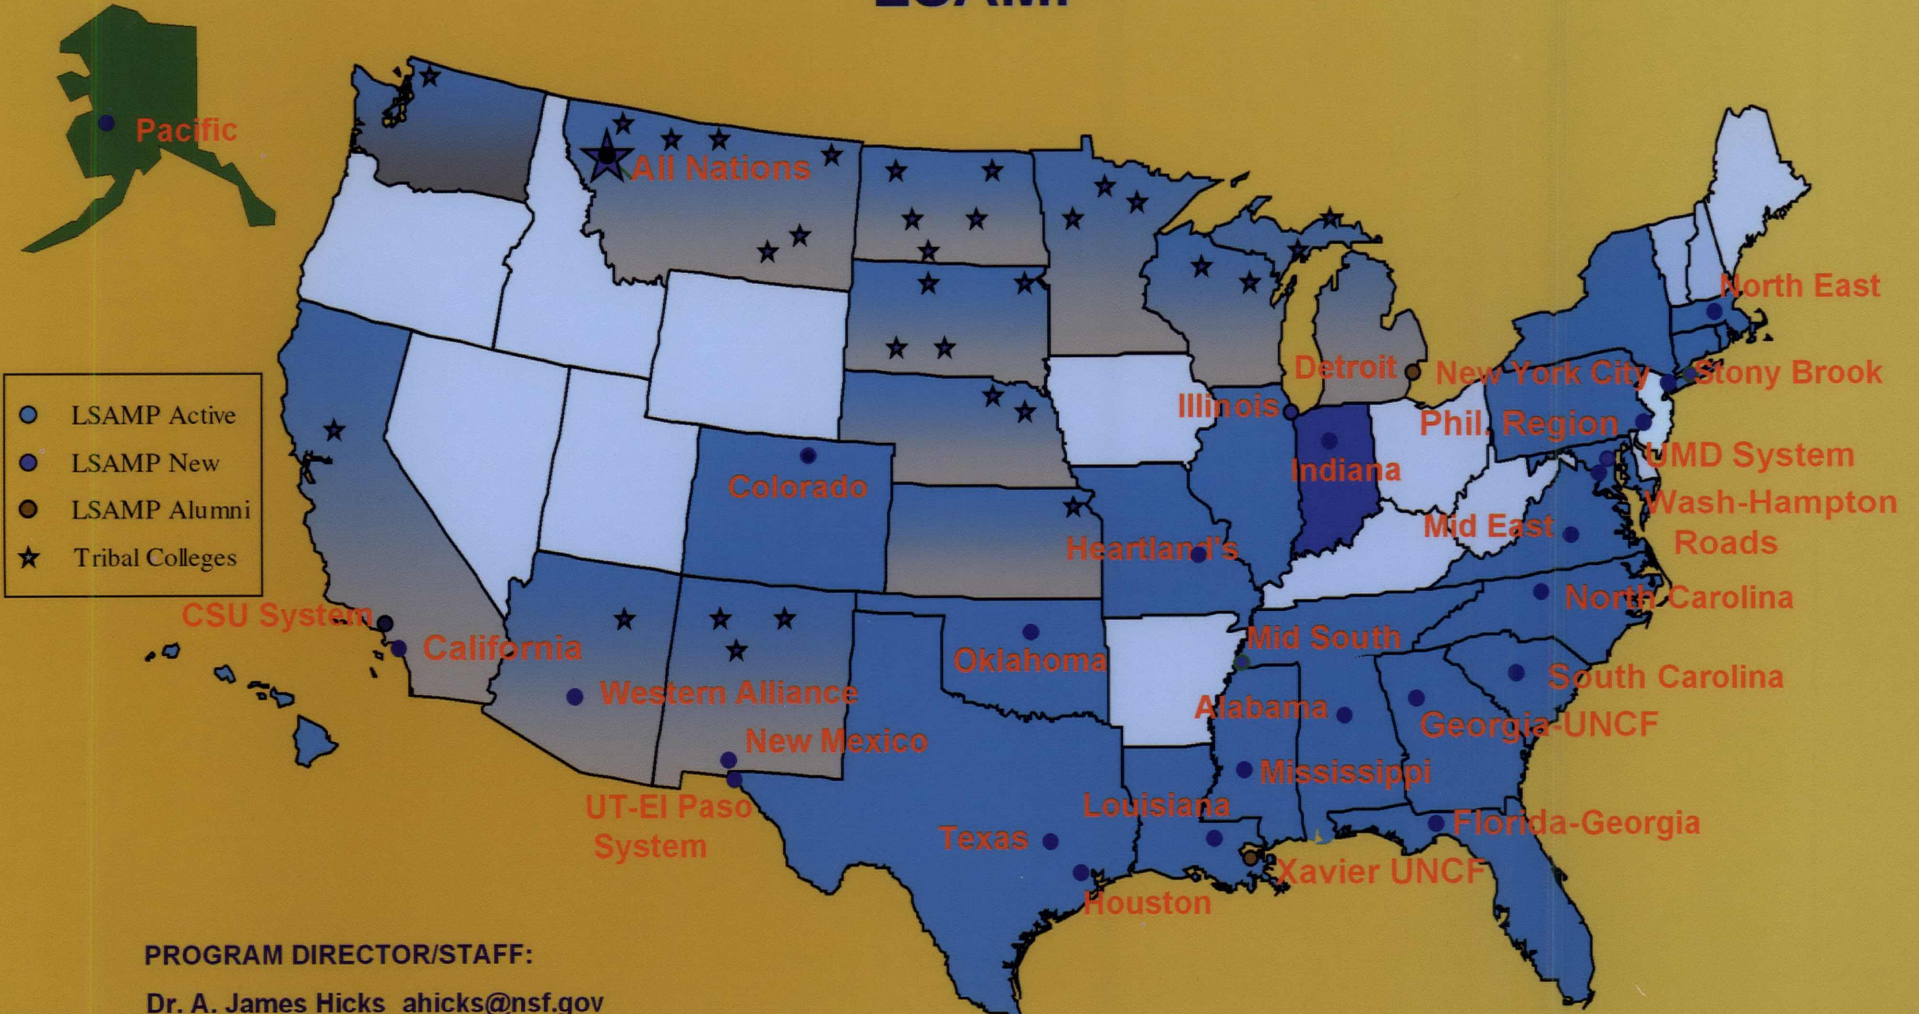 LSAMP
Pacific
All Nations
North East
Detroit
New York City
Stony Brook
LSAMP Active
LSAMP New
LSAMP Alumni
Tribal Colleges
Illinois
Phil. Region
Indiana
UMD System
Colorado
Wash-Hampton
Roads
Mid East
Heartland's
CSU System
California
North Carolina
Mid South
Oklahoma
Western Alliance
South Carolina
Alabama
Georgia-UNCF
New Mexico
Mississippi
UT-El Paso
System
Louisiana
Texas
Florida-Georgia
Xavier UNCF
Houston
PROGRAM DIRECTOR/STAFF:
Dr. A. James Hicks ahicks@nsf.gov